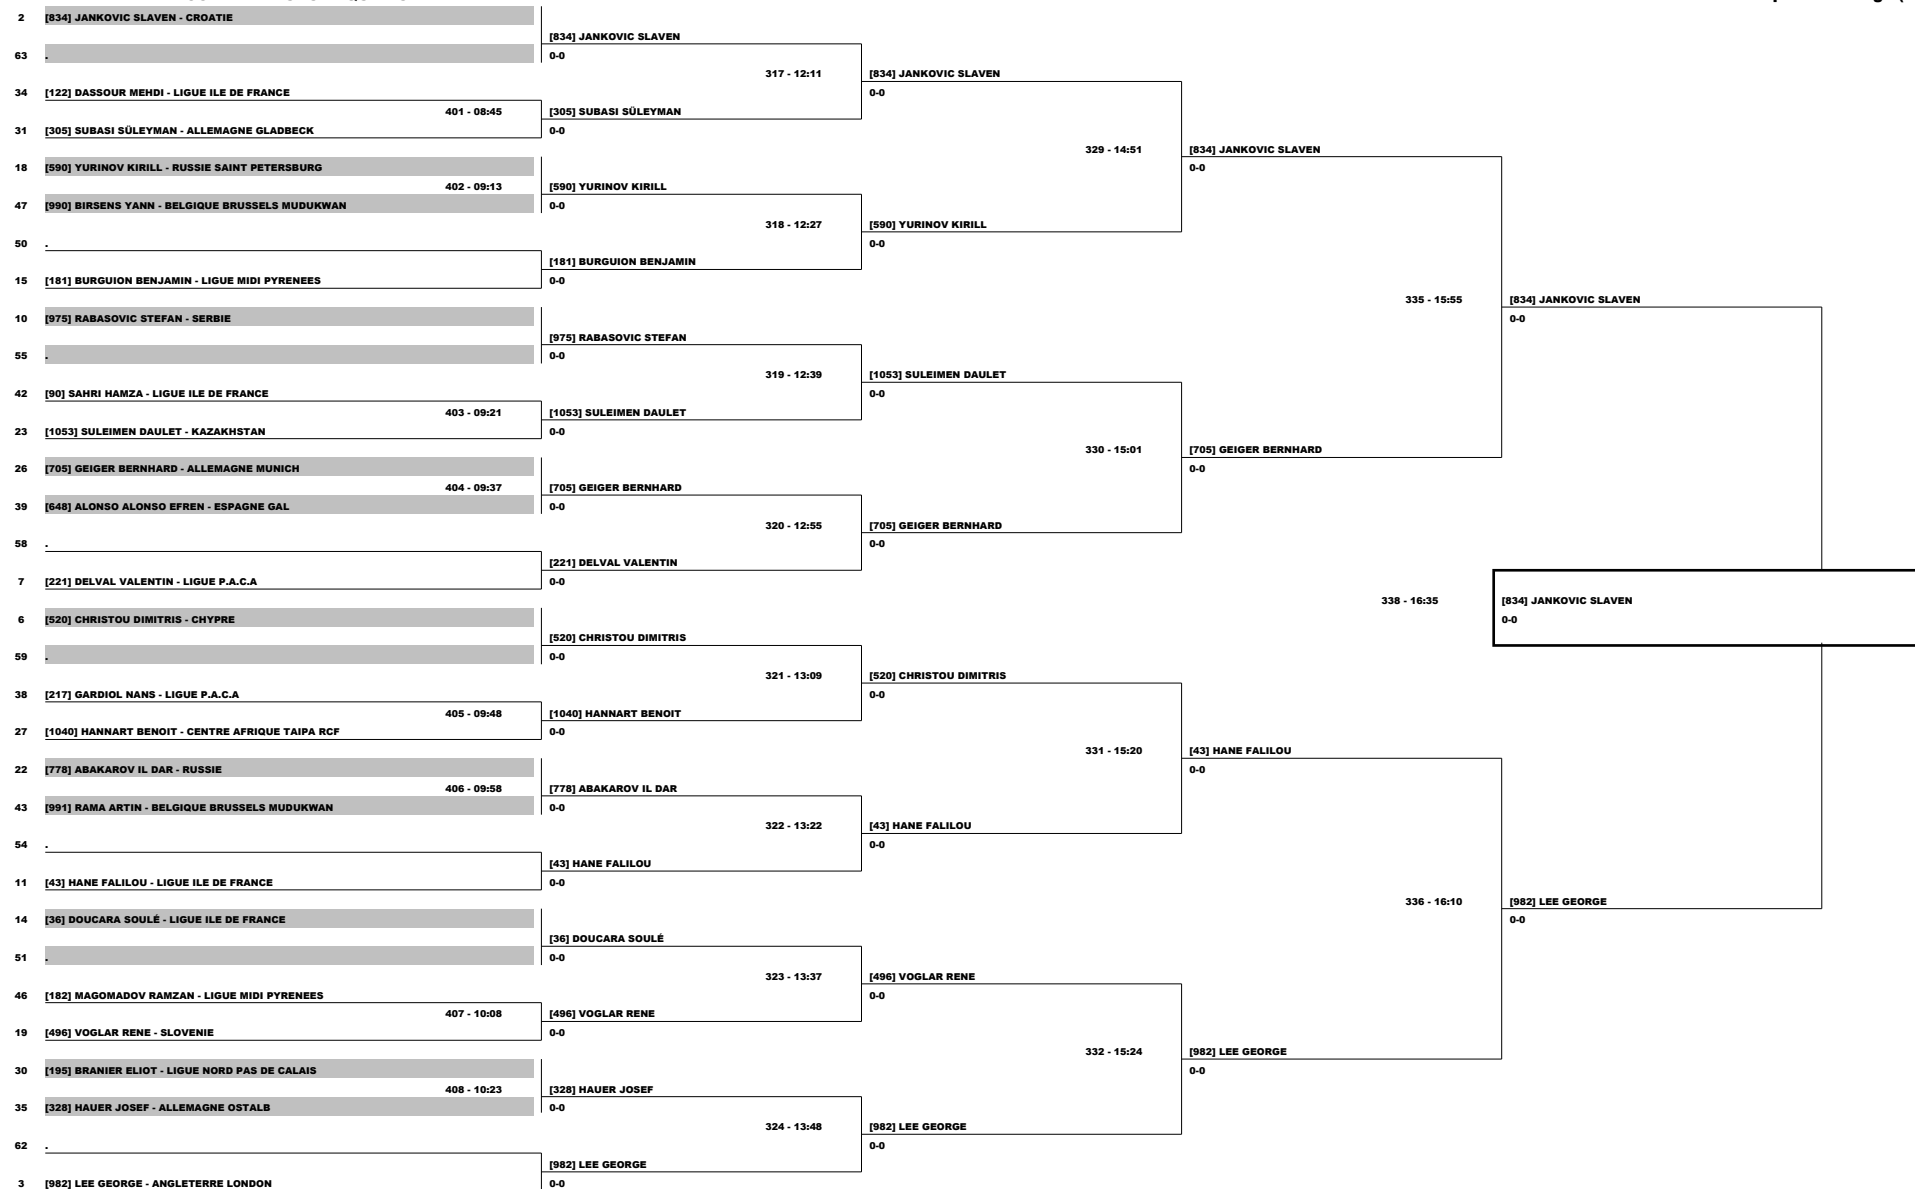 2 [834] JANKOVIC SLAVEN - CROATIE
[834] JANKOVIC SLAVEN
63 .
0-0
317 - 12:11
[834] JANKOVIC SLAVEN
34 [122] DASSOUR MEHDI - LIGUE ILE DE FRANCE
0-0
401 - 08:45
[305] SUBASI SÜLEYMAN
31 [305] SUBASI SÜLEYMAN - ALLEMAGNE GLADBECK
0-0
329 - 14:51
[834] JANKOVIC SLAVEN
18 [590] YURINOV KIRILL - RUSSIE SAINT PETERSBURG
0-0
402 - 09:13
[590] YURINOV KIRILL
47 [990] BIRSENS YANN - BELGIQUE BRUSSELS MUDUKWAN
0-0
318 - 12:27
[590] YURINOV KIRILL
50 .
0-0
[181] BURGUION BENJAMIN
15 [181] BURGUION BENJAMIN - LIGUE MIDI PYRENEES
0-0
335 - 15:55
[834] JANKOVIC SLAVEN
10 [975] RABASOVIC STEFAN - SERBIE
0-0
[975] RABASOVIC STEFAN
55 .
0-0
319 - 12:39
[1053] SULEIMEN DAULET
42 [90] SAHRI HAMZA - LIGUE ILE DE FRANCE
0-0
403 - 09:21
[1053] SULEIMEN DAULET
23 [1053] SULEIMEN DAULET - KAZAKHSTAN
0-0
330 - 15:01
[705] GEIGER BERNHARD
26 [705] GEIGER BERNHARD - ALLEMAGNE MUNICH
0-0
404 - 09:37
[705] GEIGER BERNHARD
39 [648] ALONSO ALONSO EFREN - ESPAGNE GAL
0-0
320 - 12:55
[705] GEIGER BERNHARD
58 .
0-0
[221] DELVAL VALENTIN
7 [221] DELVAL VALENTIN - LIGUE P.A.C.A
0-0
338 - 16:35
[834] JANKOVIC SLAVEN
6 [520] CHRISTOU DIMITRIS - CHYPRE
0-0
[520] CHRISTOU DIMITRIS
59 .
0-0
321 - 13:09
[520] CHRISTOU DIMITRIS
38 [217] GARDIOL NANS - LIGUE P.A.C.A
0-0
405 - 09:48
[1040] HANNART BENOIT
27 [1040] HANNART BENOIT - CENTRE AFRIQUE TAIPA RCF
0-0
331 - 15:20
[43] HANE FALILOU
22 [778] ABAKAROV IL DAR - RUSSIE
0-0
406 - 09:58
[778] ABAKAROV IL DAR
43 [991] RAMA ARTIN - BELGIQUE BRUSSELS MUDUKWAN
0-0
322 - 13:22
[43] HANE FALILOU
54 .
0-0
[43] HANE FALILOU
11 [43] HANE FALILOU - LIGUE ILE DE FRANCE
0-0
336 - 16:10
[982] LEE GEORGE
14 [36] DOUCARA SOULÉ - LIGUE ILE DE FRANCE
0-0
[36] DOUCARA SOULÉ
51 .
0-0
323 - 13:37
[496] VOGLAR RENE
46 [182] MAGOMADOV RAMZAN - LIGUE MIDI PYRENEES
0-0
407 - 10:08
[496] VOGLAR RENE
19 [496] VOGLAR RENE - SLOVENIE
0-0
332 - 15:24
[982] LEE GEORGE
30 [195] BRANIER ELIOT - LIGUE NORD PAS DE CALAIS
0-0
408 - 10:23
[328] HAUER JOSEF
35 [328] HAUER JOSEF - ALLEMAGNE OSTALB
0-0
324 - 13:48
[982] LEE GEORGE
62 .
0-0
[982] LEE GEORGE
3 [982] LEE GEORGE - ANGLETERRE LONDON
0-0